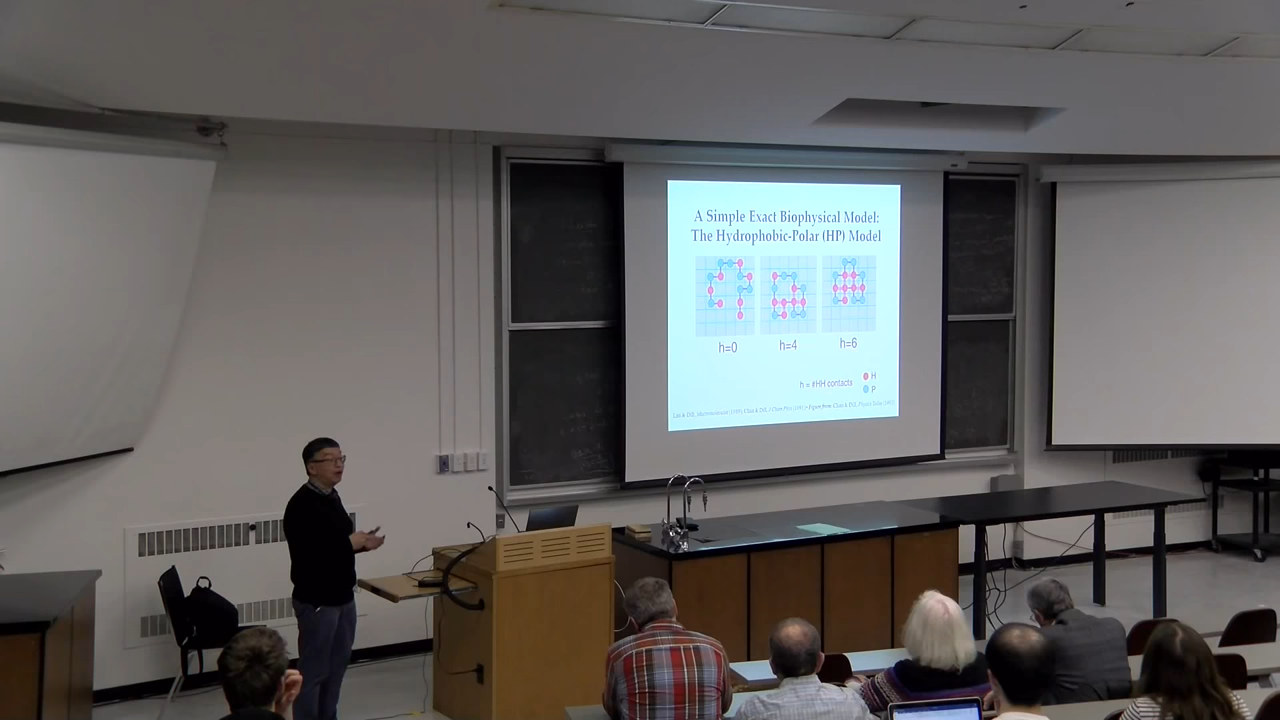 A Simple Exact Biophysical Model:
The Hydrophobic-Polar (HP) Model
h=0 h=4 h=6
h = #HH contacts
H
P